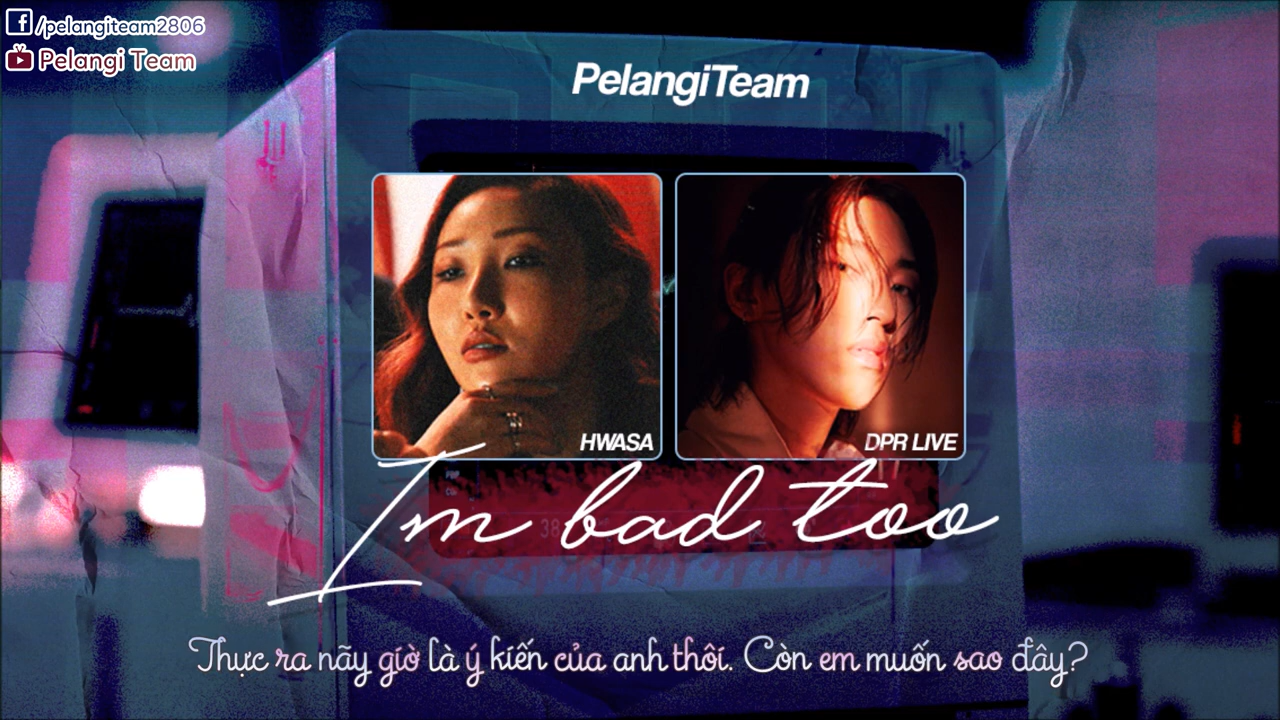 /pelangiteam2806
Pelangi Team
PelangiTeam
HWASA
DPR LIVE
I'm bad too
Thực ra nãy giờ là ý kiến của anh thôi. Còn em muốn sao đây?